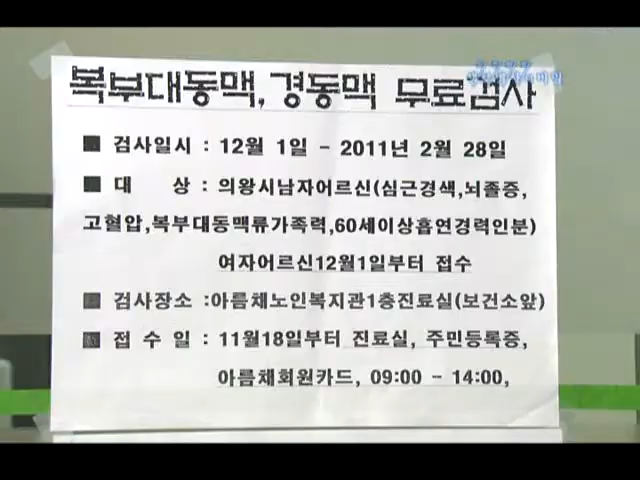 복부대동맥,경동맥 무료검사
■ 검사일시 : 12월 1일 - 2011년 2월 28일
■ 대 상 : 의왕시남자어르신(심근경색,뇌졸증,
고혈압,복부대동맥류가족력,60세이상흡연경력인분)
여자어르신12월1일부터 접수
■ 검사장소 :아름채노인복지관1층진료실(보건소앞)
■ 접 수 일 : 11월18일부터 진료실, 주민등록증,
아름채회원카드, 09:00 - 14:00,